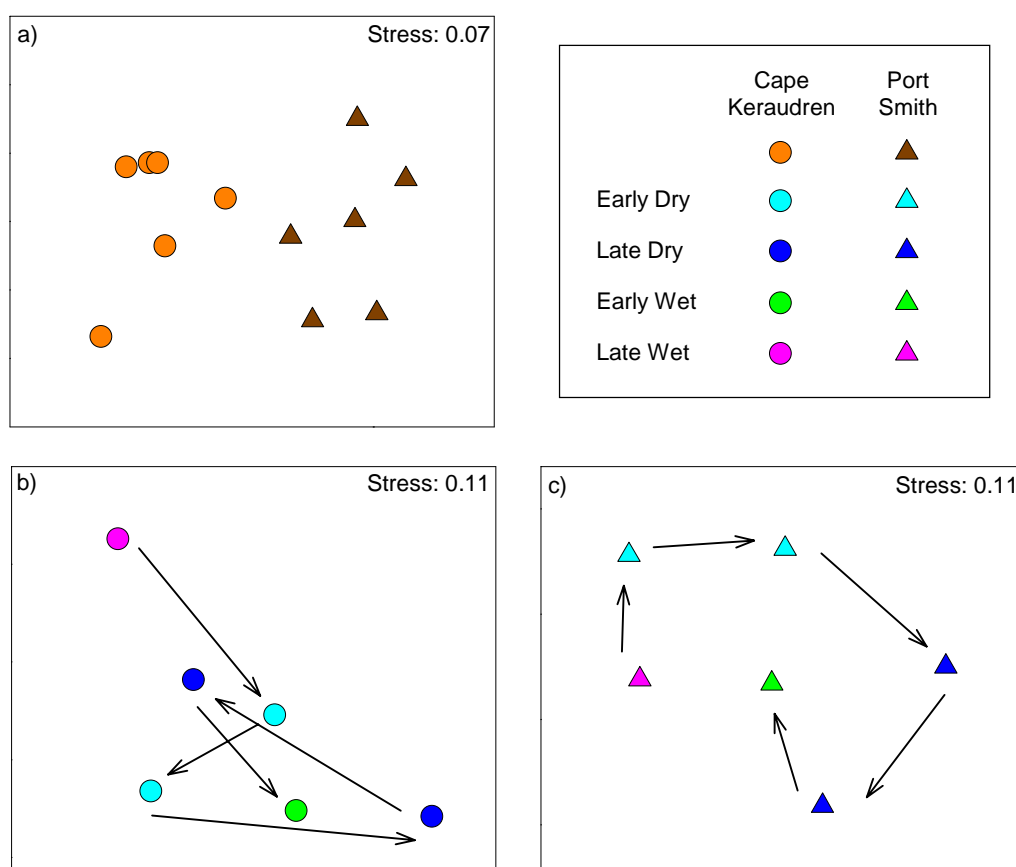 a) Stress: 0.07
Cape Keraudren
Port Smith
Early Dry
Late Dry
Early Wet
Late Wet
b) Stress: 0.11
c) Stress: 0.11